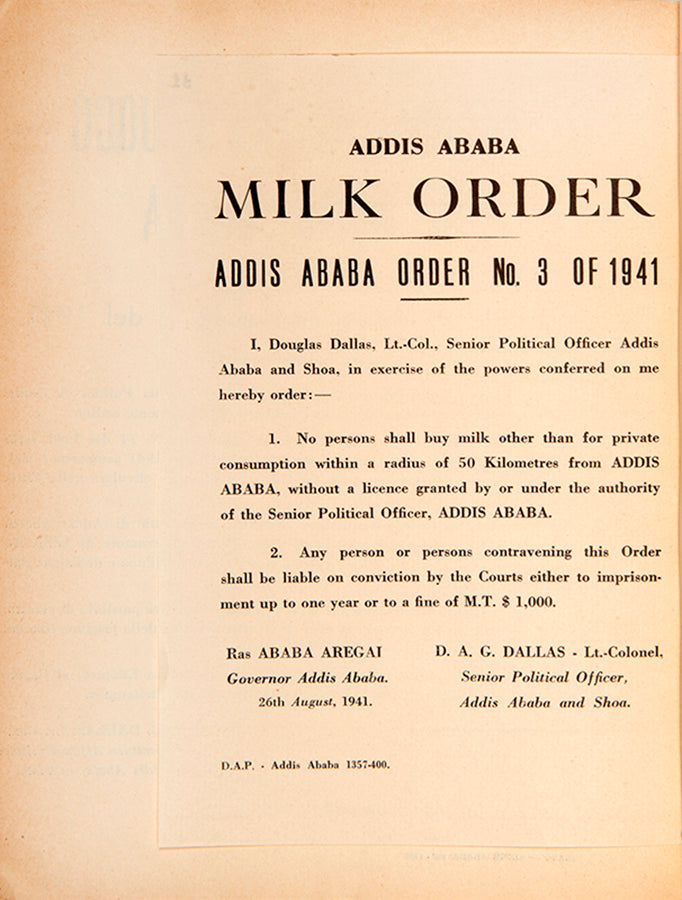 ADDIS ABABA
MILK ORDER
ADDIS ABABA ORDER No. 3 OF 1941
I, Douglas Dallas, Lt.-Col., Senior Political Officer Addis
Ababa and Shoa, in exercise of the powers conferred on me
hereby order:—
1. No persons shall buy milk other than for private
consumption within a radius of 50 Kilometres from ADDIS
ABABA, without a licence granted by or under the authority
of the Senior Political Officer, ADDIS ABABA.
2. Any person or persons contravening this Order
shall be liable on conviction by the Courts either to imprison-
ment up to one year or to a fine of M.T. $ 1,000.
Ras ABABA AREGAI
Governor Addis Ababa.
26th August, 1941.
D. A. G. DALLAS - Lt.-Colonel,
Senior Political Officer,
Addis Ababa and Shoa.
D.A.P. - Addis Ababa 1357-400.